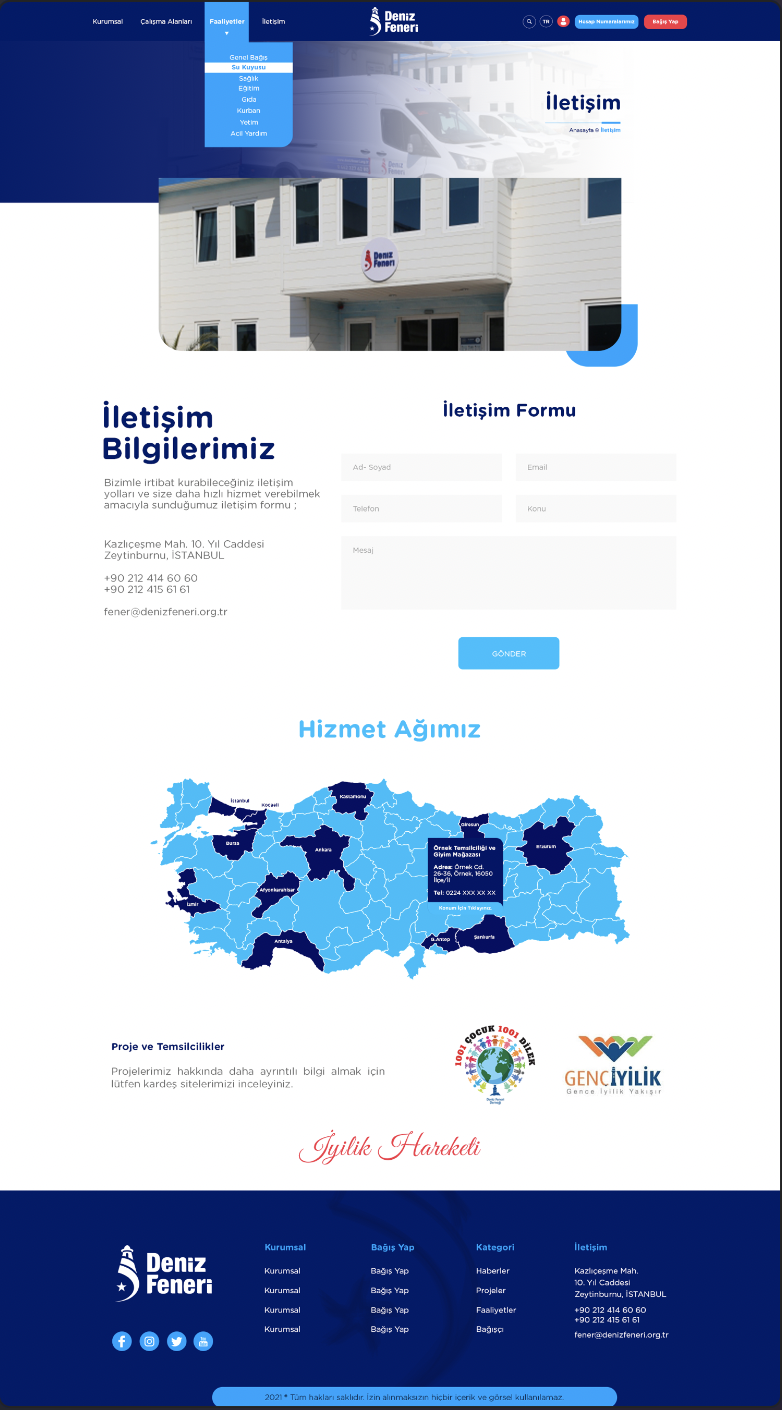 Kurumsal
Çalışma Alanları
Faaliyetler
İletişim
Deniz
Feneri
TR
Hesap Numaralarımız
Bağış Yap
Genel Bağış
Su Kuyusu
Sağlık
Eğitim
Gıda
Kurban
Yetim
Acil Yardım
İletişim
Anasayfa
İletişim
Deniz
Feneri
İletişim
Bilgilerimiz
Bizimle irtibat kurabileceğiniz iletişim
yolları ve size daha hızlı hizmet verebilmek
amacıyla sunduğumuz iletişim formu ;
Kazlıçeşme Mah. 10. Yıl Caddesi
Zeytinburnu, İSTANBUL
+90 212 414 60 60
+90 212 415 61 61
fener@denizfeneri.org.tr
İletişim Formu
Ad- Soyad
Email
Telefon
Konu
Mesaj
GÖNDER
Hizmet Ağımız
İstanbul
Kocaeli
Kastamonu
Bursa
Ankara
Giresun
Erzurum
Afyonkarahisar
İzmir
Antalya
G.Antep
Şanlıurfa
Örnek Temsilciliği ve
Giyim Mağazası
Adres: Örnek Cd.
26-36, Örnek, 16050
İlçe/İl
Tel: 0224 XXX XX XX
Konum İçin Tıklayınız.
Proje ve Temsilcilikler
Projelerimiz hakkında daha ayrıntılı bilgi almak için
lütfen kardeş sitelerimizi inceleyiniz.
1001 ÇOCUK 1001 DİLEK
GENÇİYİLİK
Gence İyilik Yakışır
İyilik Hareketi
Deniz
Feneri
Kurumsal
Kurumsal
Kurumsal
Kurumsal
Kurumsal
Bağış Yap
Bağış Yap
Bağış Yap
Bağış Yap
Bağış Yap
Kategori
Haberler
Projeler
Faaliyetler
Bağışçı
İletişim
Kazlıçeşme Mah.
10. Yıl Caddesi
Zeytinburnu, İSTANBUL
+90 212 414 60 60
+90 212 415 61 61
fener@denizfeneri.org.tr
2021 ® Tüm hakları saklıdır. İzin alınmaksızın hiçbir içerik ve görsel kullanılamaz.